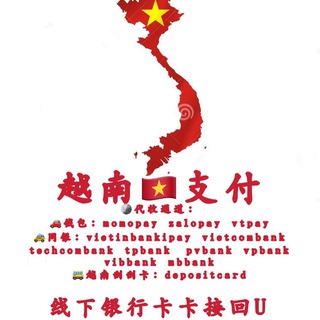 越南🇻🇳支付
代收通道：
钱包：momopay zalopay vtpay
网银：vietinbankipay vietcombank
techcombank tpbank pvbank vpbank
vibbank mbbank
越南刮刮卡：depositcard
线下银行卡卡接回U